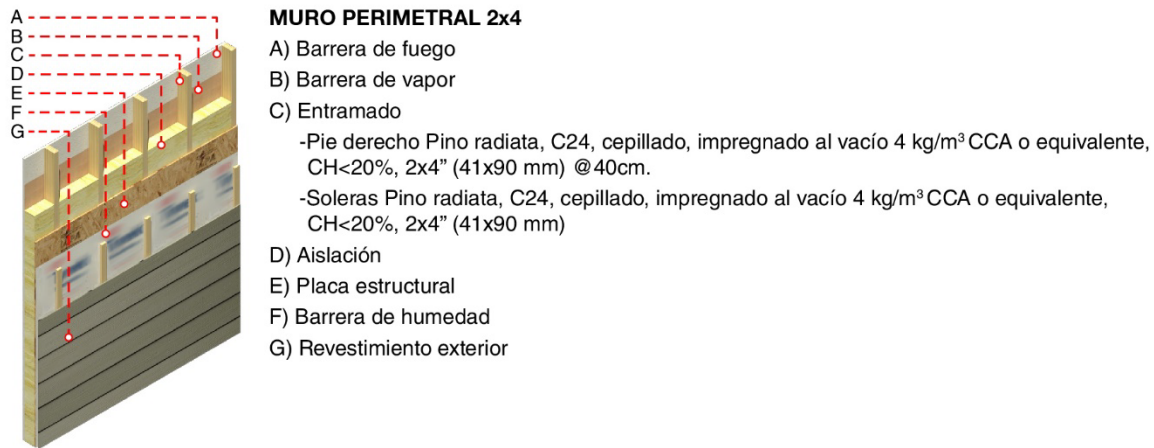 A
B
C
D
E
F
G
MURO PERIMETRAL 2x4
A) Barrera de fuego
B) Barrera de vapor
C) Entramado
-Pie derecho Pino radiata, C24, cepillado, impregnado al vacío 4 kg/m³ CCA o equivalente,
CH<20%, 2x4” (41x90 mm) @40cm.
-Soleras Pino radiata, C24, cepillado, impregnado al vacío 4 kg/m³ CCA o equivalente,
CH<20%, 2x4” (41x90 mm)
D) Aislación
E) Placa estructural
F) Barrera de humedad
G) Revestimiento exterior